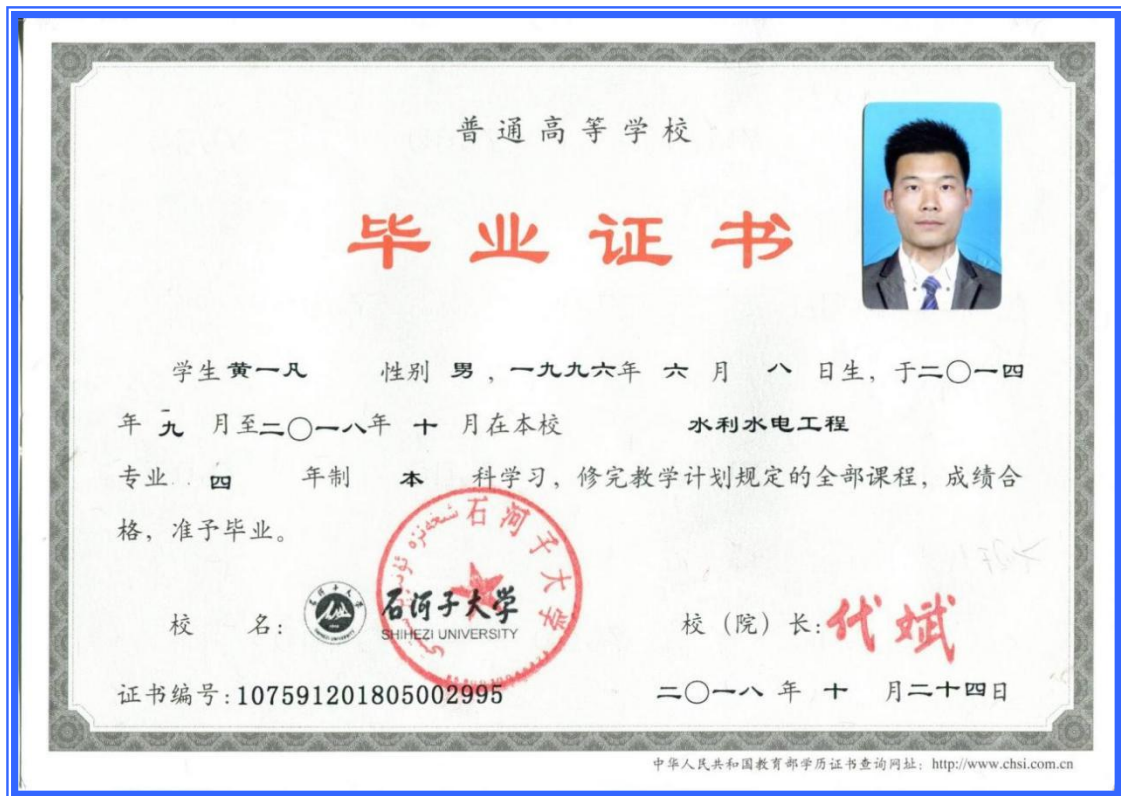 普通高等学校
毕业证书
学生 黄一凡 性别 男，一九九六年 六 月 八 日生，于二〇一四
年 九 月至二〇一八年 十 月在本校 水利水电工程
专业 四 年制 本 科学习，修完教学计划规定的全部课程，成绩合
格，准予毕业。
石河子大学
校 名： 石河子大学
SHIHEZI UNIVERSITY
校（院）长：代斌
证书编号：107591201805002995
二〇一八 年 十 月二十四日
中华人民共和国教育部学历证书查询网址：http://www.chsi.com.cn